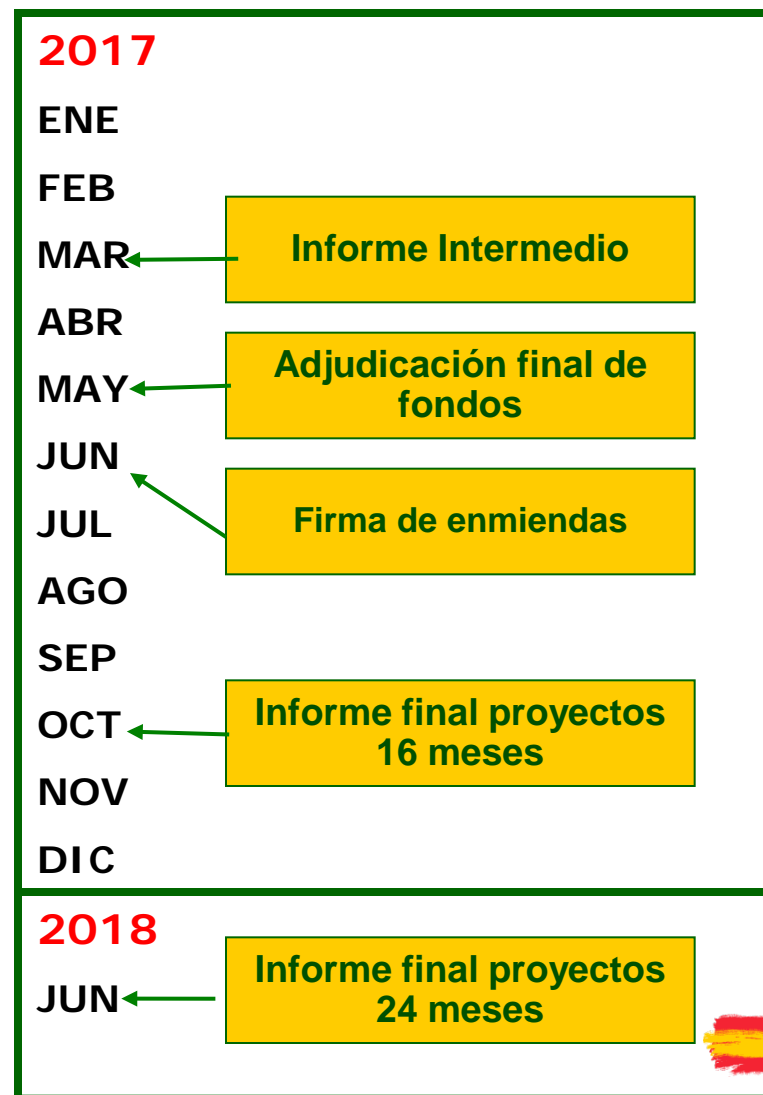 2017
ENE
FEB
MAR
Informe Intermedio
ABR
MAY
Adjudicación final de
fondos
JUN
Firma de enmiendas
JUL
AGO
SEP
OCT
Informe final proyectos
16 meses
NOV
DIC
2018
JUN
Informe final proyectos
24 meses